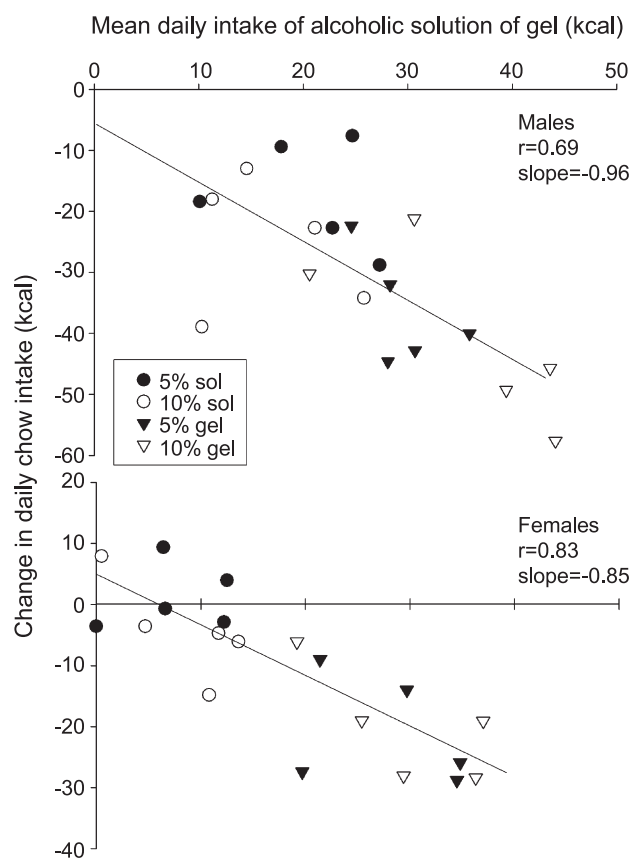 Mean daily intake of alcoholic solution of gel (kcal)
0 10 20 30 40 50
0
-10
-20
-30
-40
-50
-60
Males
r=0.69
slope=-0.96
5% sol
10% sol
5% gel
10% gel
Change in daily chow intake (kcal)
20
10
0
-10
-20
-30
-40
Females
r=0.83
slope=-0.85